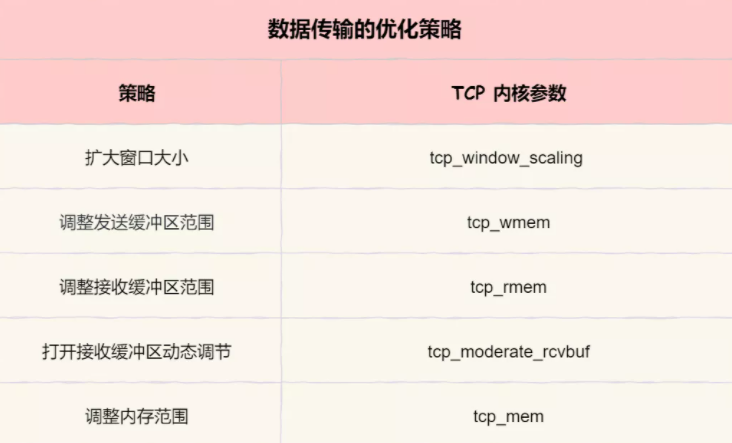 数据传输的优化策略
策略
TCP 内核参数
扩大窗口大小
tcp_window_scaling
调整发送缓冲区范围
tcp_wmem
调整接收缓冲区范围
tcp_rmem
打开接收缓冲区动态调节
tcp_moderate_rcvbuf
调整内存范围
tcp_mem